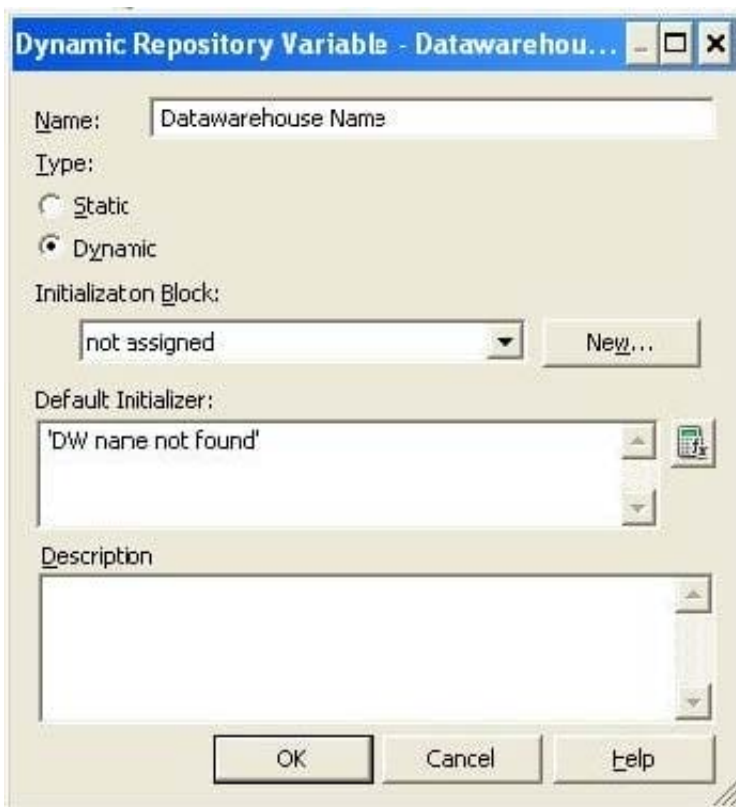 Dynamic Repository Variable - Datawarehou...
Name: Datawarehouse Name
Type:
Static
Dynamic
Initializaton Block:
not assigned New...
Default Initializer:
'DW name not found'
Description
OK Cancel Help